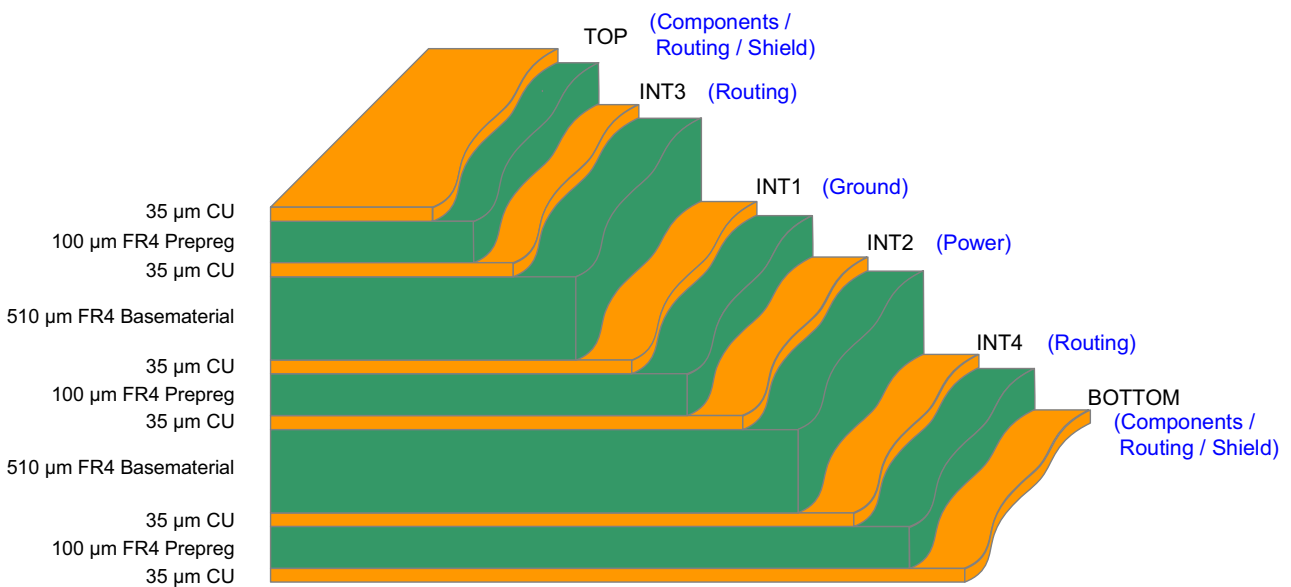 TOP (Components /
Routing / Shield)
INT3 (Routing)
INT1 (Ground)
INT2 (Power)
INT4 (Routing)
BOTTOM
(Components /
Routing / Shield)
35 µm CU
100 µm FR4 Prepreg
35 µm CU
510 µm FR4 Basematerial
35 µm CU
100 µm FR4 Prepreg
35 µm CU
510 µm FR4 Basematerial
35 µm CU
100 µm FR4 Prepreg
35 µm CU